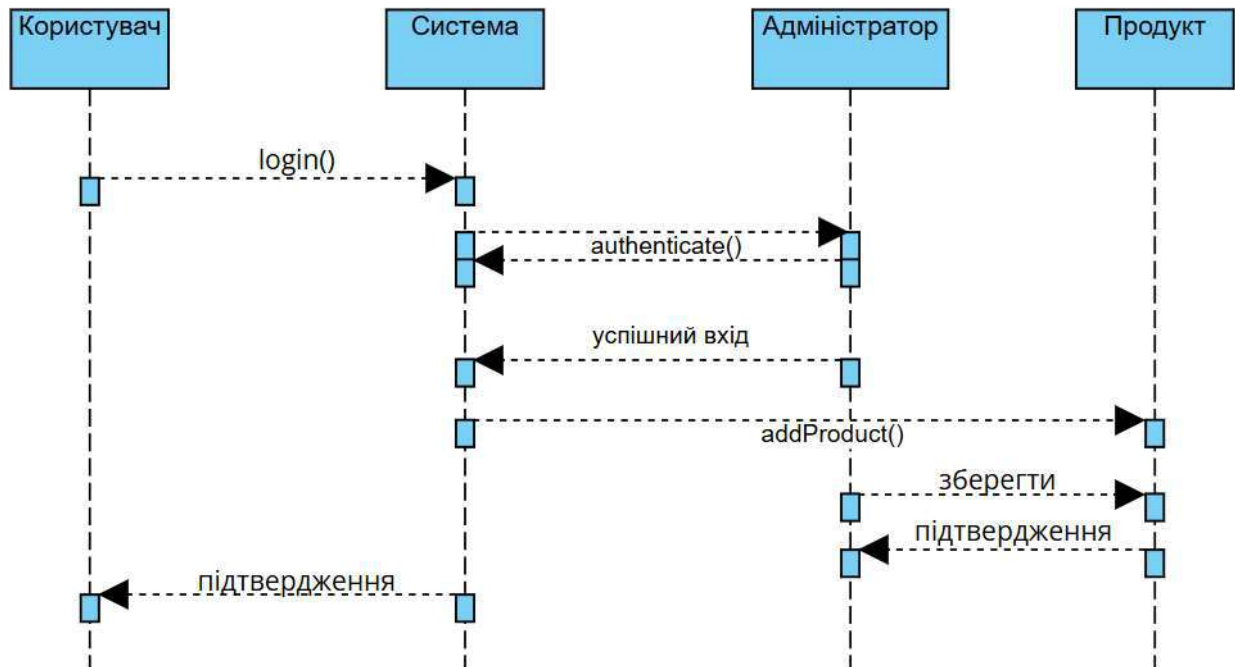 Користувач
Система
Адміністратор
Продукт
login()
authenticate()
успішний вхід
addProduct()
зберегти
підтвердження
підтвердження